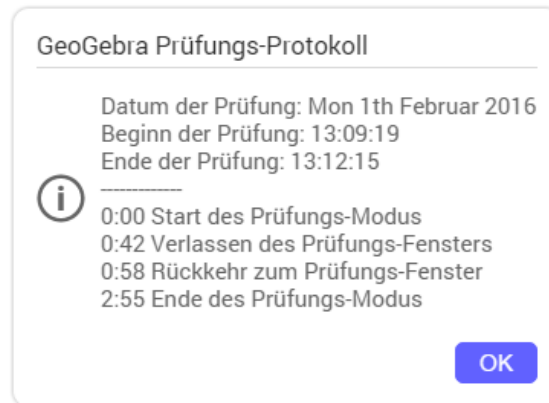 GeoGebra Prüfungs-Protokoll
Datum der Prüfung: Mon 1th Februar 2016
Beginn der Prüfung: 13:09:19
Ende der Prüfung: 13:12:15
-------------
0:00 Start des Prüfungs-Modus
0:42 Verlassen des Prüfungs-Fensters
0:58 Rückkehr zum Prüfungs-Fenster
2:55 Ende des Prüfungs-Modus
OK